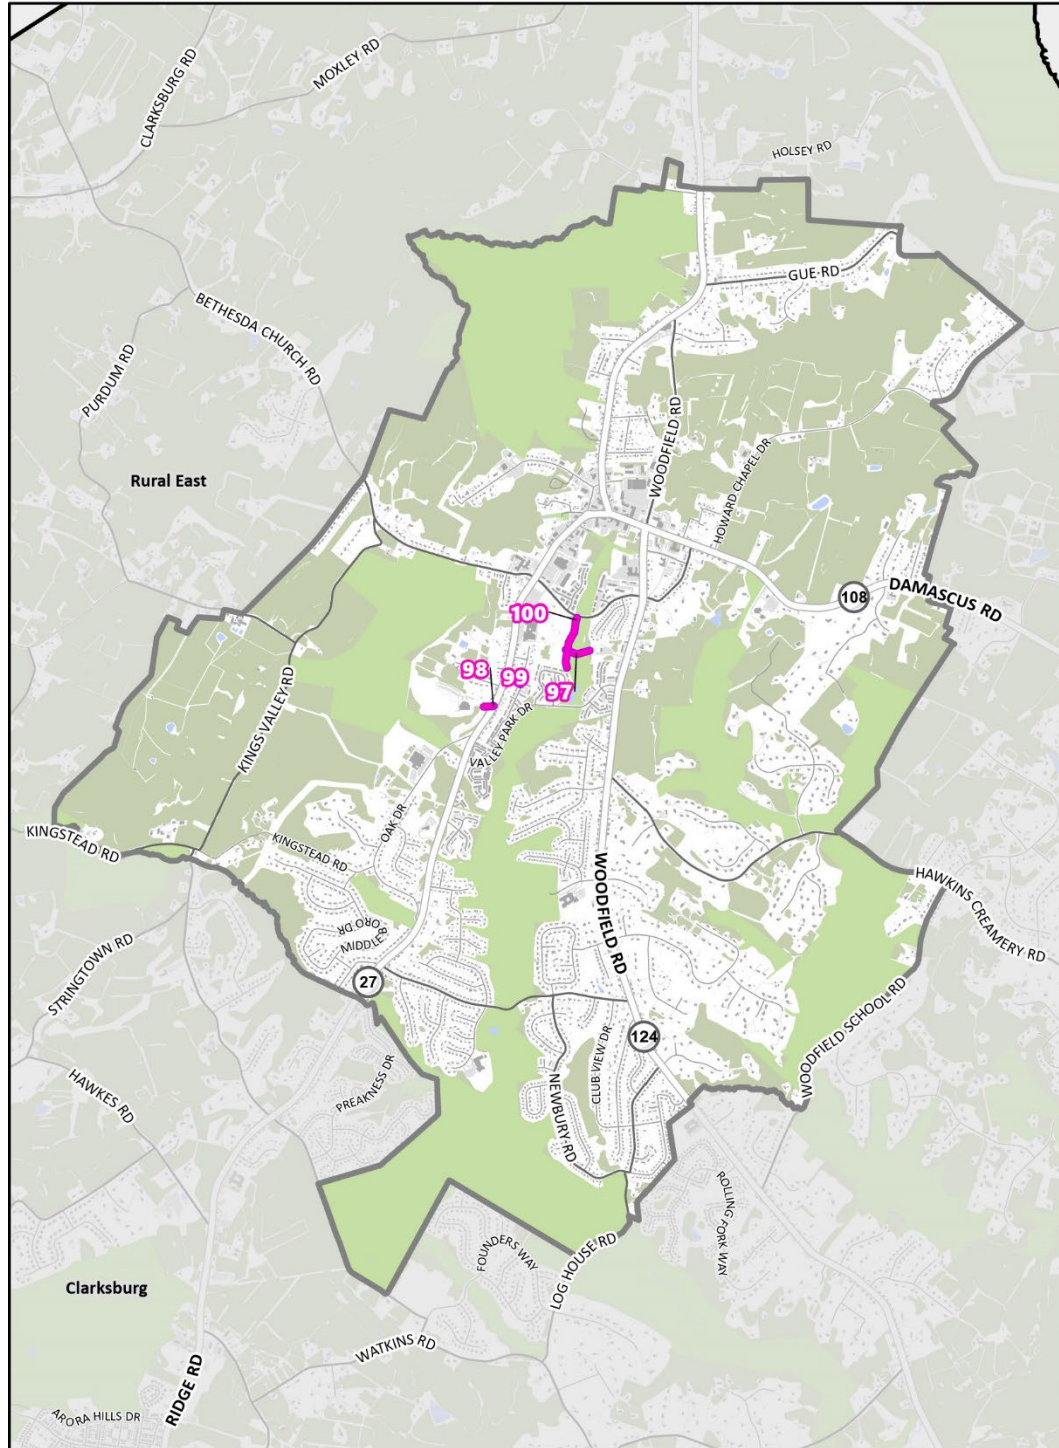 MOXLEY RD
CLARKSBURG RD
HOLSEY RD
GUE RD
BETHESDA CHURCH RD
PURDUM RD
WOODFIELD RD
HOWARD CHAPEL DR
Rural East
108
DAMASCUS RD
100
98
99
97
KINGS VALLEY RD
VALLEY PARK DR
OAK DR
KINGSTEAD RD
KINGSTEAD RD
WOODFIELD RD
HAWKINS CREAMERY RD
ORO DR
MIDDLEB
STRINGTOWN RD
27
WOODFIELD SCHOOL RD
124
CLUB VIEW DR
HAWKES RD
PREAKNESS DR
NEWBURY RD
ROLLING FORK WAY
FOUNDERS WAY
LOG HOUSE RD
Clarksburg
WATKINS RD
RIDGE RD
ARORA HILLS DR